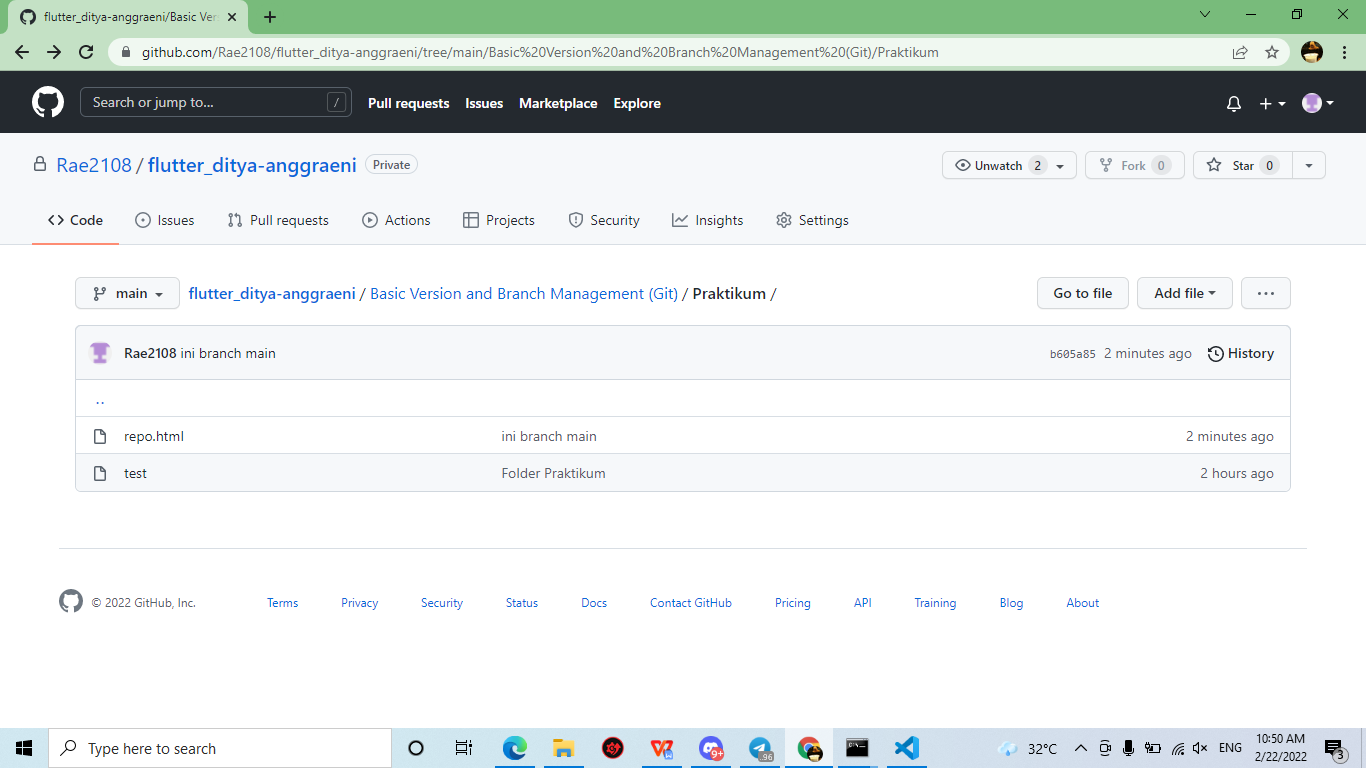 flutter_ditya-anggraeni/Basic Ver
github.com/Rae2108/flutter_ditya-anggraeni/tree/main/Basic%20Version%20and%20Branch%20Management%20(Git)/Praktikum
Search or jump to... /
Pull requests Issues Marketplace Explore
Rae2108 / flutter_ditya-anggraeni Private
Unwatch 2 Fork 0 Star 0
Code Issues Pull requests Actions Projects Security Insights Settings
main flutter_ditya-anggraeni / Basic Version and Branch Management (Git) / Praktikum /
Go to file Add file ...
Rae2108 ini branch main b605a85 2 minutes ago History
..
repo.html ini branch main 2 minutes ago
test Folder Praktikum 2 hours ago
© 2022 GitHub, Inc. Terms Privacy Security Status Docs Contact GitHub Pricing API Training Blog About
Type here to search
9+
.96
32°C
ENG
10:50 AM
2/22/2022
3